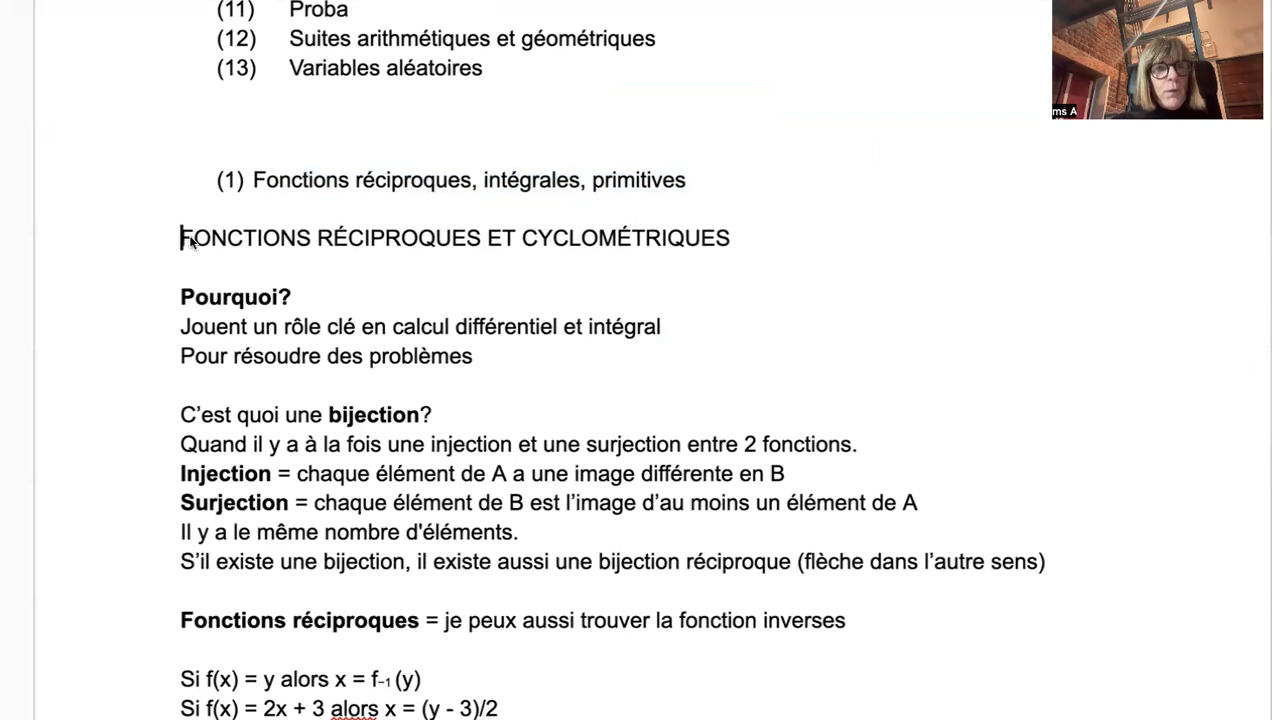 (11) Proba
(12) Suites arithmétiques et géométriques
(13) Variables aléatoires
ms A
(1) Fonctions réciproques, intégrales, primitives
FONCTIONS RÉCIPROQUES ET CYCLOMÉTRIQUES
Pourquoi?
Jouent un rôle clé en calcul différentiel et intégral
Pour résoudre des problèmes
C’est quoi une bijection?
Quand il y a à la fois une injection et une surjection entre 2 fonctions.
Injection = chaque élément de A a une image différente en B
Surjection = chaque élément de B est l’image d’au moins un élément de A
Il y a le même nombre d'éléments.
S’il existe une bijection, il existe aussi une bijection réciproque (flèche dans l’autre sens)
Fonctions réciproques = je peux aussi trouver la fonction inverses
Si f(x) = y alors x = f-1 (y)
Si f(x) = 2x + 3 alors x = (y - 3)/2